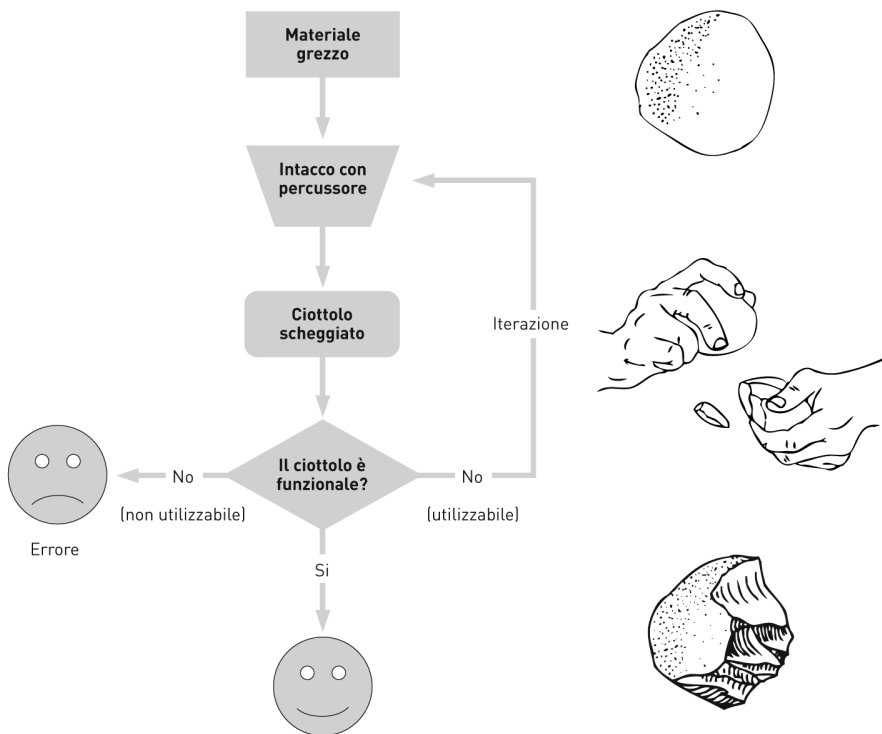 Materiale
grezzo
Intacco con
percussore
Ciottolo
scheggiato
Iterazione
Il ciottolo è
funzionale?
No
(non utilizzabile)
Errore
No
(utilizzabile)
Si